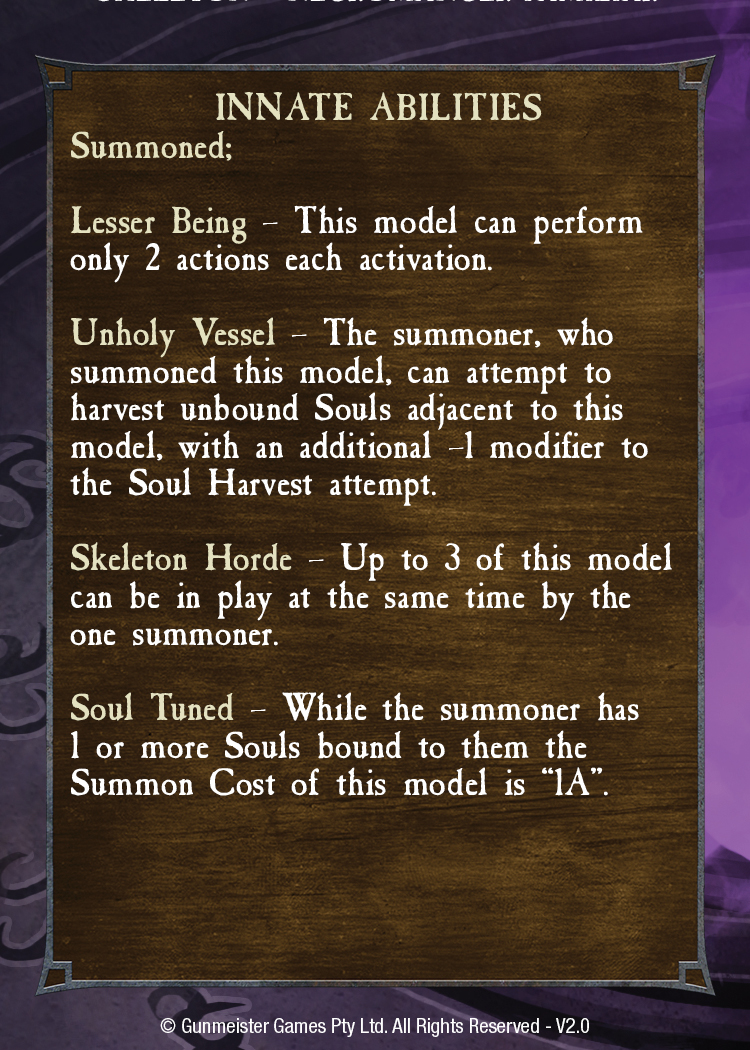 SKELETON – NECROMANCER FAMILIAR
INNATE ABILITIES
Summoned;
Lesser Being – This model can perform
only 2 actions each activation.
Unholy Vessel – The summoner, who
summoned this model, can attempt to
harvest unbound Souls adjacent to this
model, with an additional –1 modifier to
the Soul Harvest attempt.
Skeleton Horde – Up to 3 of this model
can be in play at the same time by the
one summoner.
Soul Tuned – While the summoner has
1 or more Souls bound to them the
Summon Cost of this model is “1A”.
© Gunmeister Games Pty Ltd. All Rights Reserved - V2.0